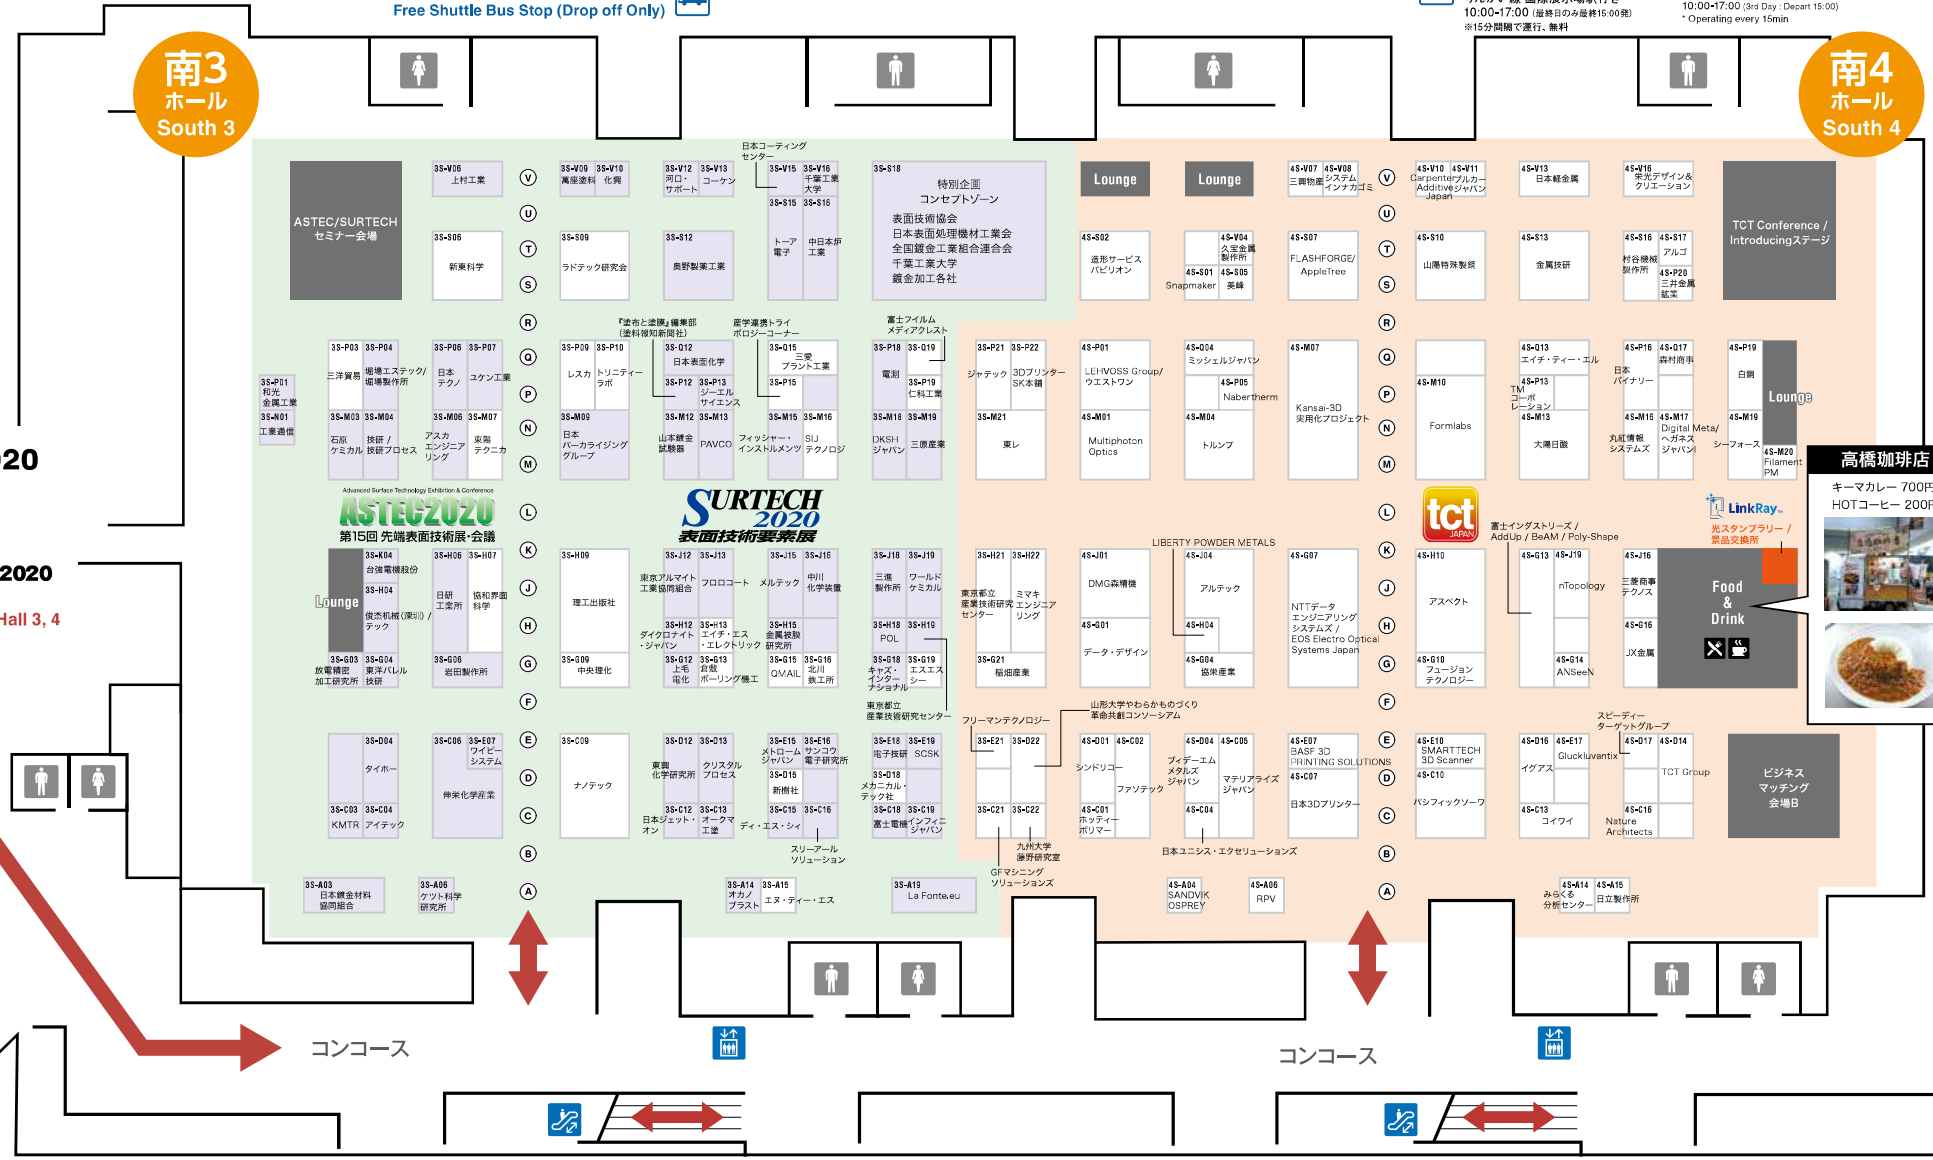 Free Shuttle Bus Stop (Drop off Only)
10:00-17:00 (最終日のみ最終15:00発)
※15分間隔で運行、無料
10:00-17:00 (3rd Day : Depart 15:00)
* Operating every 15min
南3
ホール
South 3
南4
ホール
South 4
ASTEC/SURTECH
セミナー会場
3S-V06
上村工業
3S-V09
萬座塗料
3S-V10
化興
3S-V12
河口・
サポート
3S-V13
コーケン
日本コーティング
センター
3S-V15
3S-V16
千葉工業
大学
3S-S18
特別企画
コンセプトゾーン
表面技術協会
日本表面処理機材工業会
全国鍍金工業組合連合会
千葉工業大学
鍍金加工各社
Lounge
Lounge
4S-V07
三興物産
4S-V08
システム
インナカゴミ
4S-V10
Carpenter
Additive
Japan
4S-V11
ブルカー
ジャパン
4S-V13
日本軽金属
4S-V16
栄光デザイン&
クリエーション
TCT Conference /
Introducingステージ
3S-S06
新東科学
3S-S09
ラドテック研究会
3S-S12
奥野製薬工業
3S-S15
トーア
電子
3S-S16
中日本炉
工業
4S-S02
造形サービス
パビリオン
4S-V04
久宝金属
製作所
4S-S01
Snapmaker
4S-S05
美峰
4S-S07
FLASHFORGE/
AppleTree
4S-S10
山陽特殊製鋼
4S-S13
金属技研
4S-S16
村谷機械
製作所
4S-S17
アルゴ
4S-P20
三井金属
鉱業
V
U
T
S
R
Q
P
N
M
L
K
J
H
G
F
E
D
C
B
A
3S-P01
和光
金属工業
3S-N01
工業通信
3S-P03
三洋貿易
3S-P04
堀場エステック/
堀場製作所
3S-P06
日本
テクノ
3S-P07
ユケン工業
3S-P09
レスカ
3S-P10
トリニティー
ラボ
『塗布と塗膜』編集部
(塗料報知新聞社)
3S-Q12
日本表面化学
3S-P12
3S-P13
ジーエル
サイエンス
産学連携トライ
ボロジーコーナー
3S-Q15
三愛
プラント工業
3S-P15
富士フイルム
メディアクレスト
3S-P18
電測
3S-Q19
3S-P19
仁科工業
3S-P21
ジャテック
3S-P22
3Dプリンター
SK本舗
4S-P01
LEHVOSS Group/
ウエストワン
4S-Q04
ミッシェルジャパン
4S-P05
Nabertherm
4S-M07
Kansai-3D
実用化プロジェクト
4S-M10
Formlabs
4S-Q13
エイチ・ティー・エル
4S-P13
TM
コーポ
レーション
4S-P16
日本
バイナリー
4S-Q17
森村商事
4S-P19
白銅
Lounge
3S-M03
石原
ケミカル
3S-M04
技研 /
技研プロセス
3S-M06
アスカ
エンジニア
リング
3S-M07
東陽
テクニカ
3S-M09
日本
パーカライジング
グループ
3S-M12
山本鍍金
試験器
3S-M13
PAVCO
3S-M15
フィッシャー・
インストルメンツ
3S-M16
SIJ
テクノロジ
3S-M18
DKSH
ジャパン
3S-M19
三原産業
3S-M21
東レ
4S-M01
Multiphoton
Optics
4S-M04
トルンプ
4S-M13
大陽日酸
4S-M16
丸紅情報
システムズ
4S-M17
Digital Meta/
ヘガネス
ジャパン
4S-M19
シーフォース
4S-M20
Filament
PM
020
2020
Hall 3, 4
Advanced Surface Technology Exhibition & Conference
ASTEC2020
第15回 先端表面技術展・会議
SURTECH
2020
表面技術要素展
tct
JAPAN
LinkRay
光スタンプラリー /
景品交換所
高橋珈琲店
キーマカレー 700円
HOTコーヒー 200円
Lounge
3S-K04
台強電機股份
3S-H04
俊杰机械(深圳) /
テック
3S-H06
日研
工業所
3S-H07
協和界面
科学
3S-H09
理工出版社
3S-J12
東京アルマイト
工業協同組合
3S-J13
フロロコート
3S-J15
メルテック
3S-J16
中川
化学装置
3S-J18
三進
製作所
3S-J19
ワールド
ケミカル
3S-H21
東京都立
産業技術研究
センター
3S-H22
ミマキ
エンジニア
リング
4S-J01
DMG森精機
LIBERTY POWDER METALS
4S-J04
アルテック
4S-G07
NTTデータ
エンジニアリング
システムズ /
EOS Electro Optical
Systems Japan
4S-H10
アスペクト
富士インダストリーズ /
AddUp / BeAM / Poly-Shape
4S-G13
4S-J19
nTopology
4S-J16
三菱商事
テクノス
Food
&
Drink
3S-H12
ダイクロナイト
・ジャパン
3S-H13
エイチ・エス
・エレクトリック
3S-H15
金属被膜
研究所
3S-H18
POL
3S-H19
4S-G01
データ・デザイン
4S-H04
4S-G16
JX金属
3S-G03
放電精密
加工研究所
3S-G04
東洋バレル
技研
3S-G06
岩田製作所
3S-G09
中央理化
3S-G12
上毛
電化
3S-G13
倉敷
ボーリング機工
3S-G15
QMAIL
3S-G16
北川
鉄工所
3S-G18
キャズ・
インター
ナショナル
3S-G19
エスエス
シー
3S-G21
稲畑産業
4S-G04
協栄産業
4S-G10
フュージョン
テクノロジー
4S-G14
ANSeeN
東京都立
産業技術研究センター
フリーマンテクノロジー
山形大学やわらかものづくり
革命共創コンソーシアム
スピーディー
ターゲットグループ
3S-D04
タイホー
3S-C06
伸栄化学産業
3S-E07
ワイピー
システム
3S-C09
ナノテック
3S-D12
東興
化学研究所
3S-D13
クリスタル
プロセス
3S-E15
メトローム
ジャパン
3S-E16
サンコウ
電子研究所
3S-D15
新樹社
3S-E18
電子技研
3S-E19
SCSK
3S-D18
メカニカル・
テック社
3S-E21
3S-D22
4S-D01
シンドリコー
4S-C02
ファソテック
4S-D04
ヴィデーエム
メタルズ
ジャパン
4S-C05
マテリアライズ
ジャパン
4S-E07
BASF 3D
PRINTING SOLUTIONS
4S-C07
日本3Dプリンター
4S-E10
SMARTTECH
3D Scanner
4S-C10
パシフィックソーワ
4S-D16
イグアス
4S-E17
Gluckluvantix
4S-D17
4S-D14
TCT Group
ビジネス
マッチング
会場B
3S-C03
KMTR
3S-C04
アイテック
3S-C12
日本ジェット・
オン
3S-C13
オークマ
工塗
3S-C15
ディ・エス・シィ
3S-C16
3S-C18
富士電機
3S-C19
インフィニ
ジャパン
3S-C21
3S-C22
4S-C01
ホッティー
ポリマー
4S-C04
4S-C13
コイワイ
4S-C16
Nature
Architects
スリーアール
ソリューション
九州大学
藤野研究室
GFマシニング
ソリューションズ
日本ユニシス・エクセリューションズ
3S-A03
日本鍍金材料
協同組合
3S-A06
ケツト科学
研究所
3S-A14
オカノ
ブラスト
3S-A15
エヌ・ティー・エス
3S-A19
La Fonte.eu
4S-A04
SANDVIK
OSPREY
4S-A06
RPV
4S-A14
みらくる
分析センター
4S-A15
日立製作所
V
U
T
S
R
Q
P
N
M
L
K
J
H
G
F
E
D
C
B
A
コンコース
コンコース